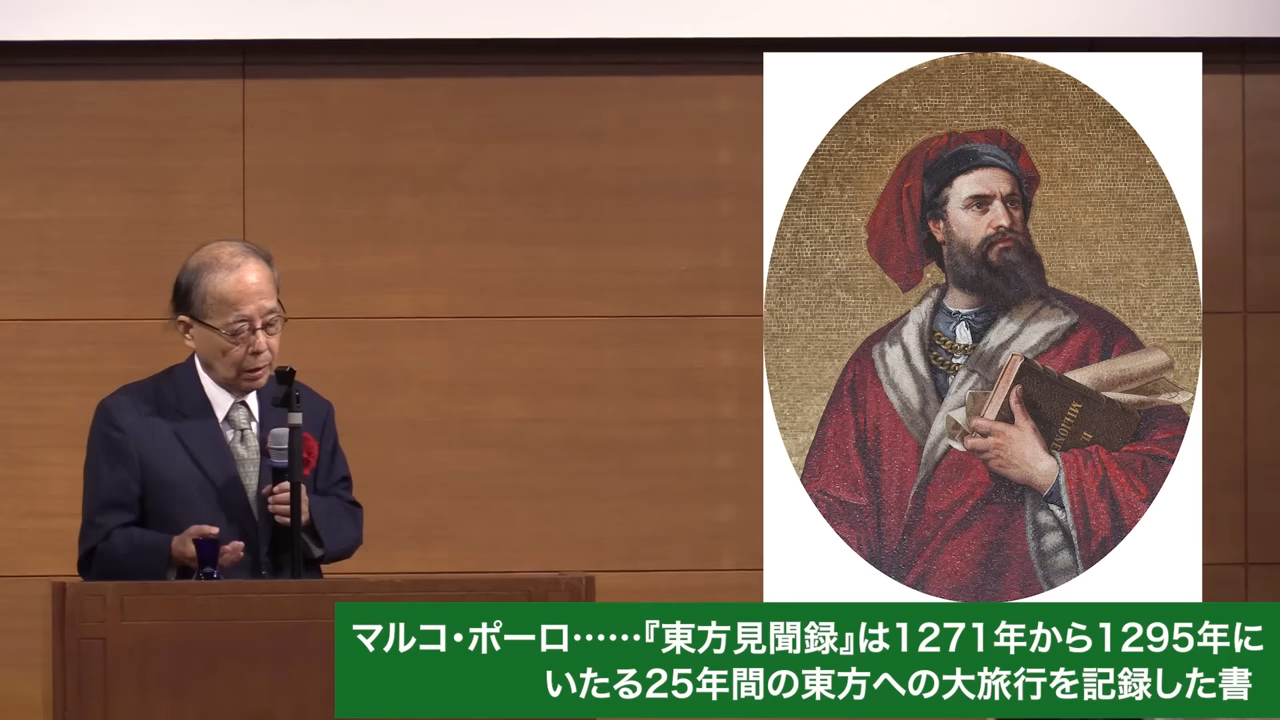 IL
MILIONE
マルコ・ポーロ……『東方見聞録』は1271年から1295年に
いたる25年間の東方への大旅行を記録した書